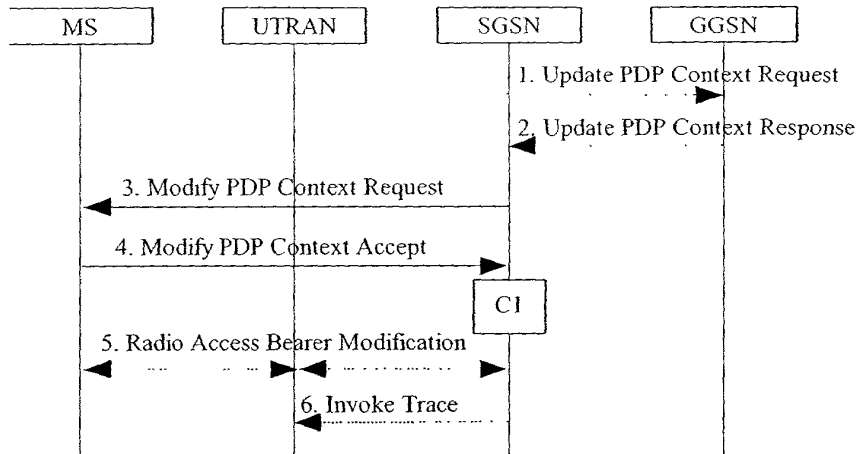 MS UTRAN SGSN GGSN
1. Update PDP Context Request
2. Update PDP Context Response
3. Modify PDP Context Request
4. Modify PDP Context Accept
C1
5. Radio Access Bearer Modification
6. Invoke Trace